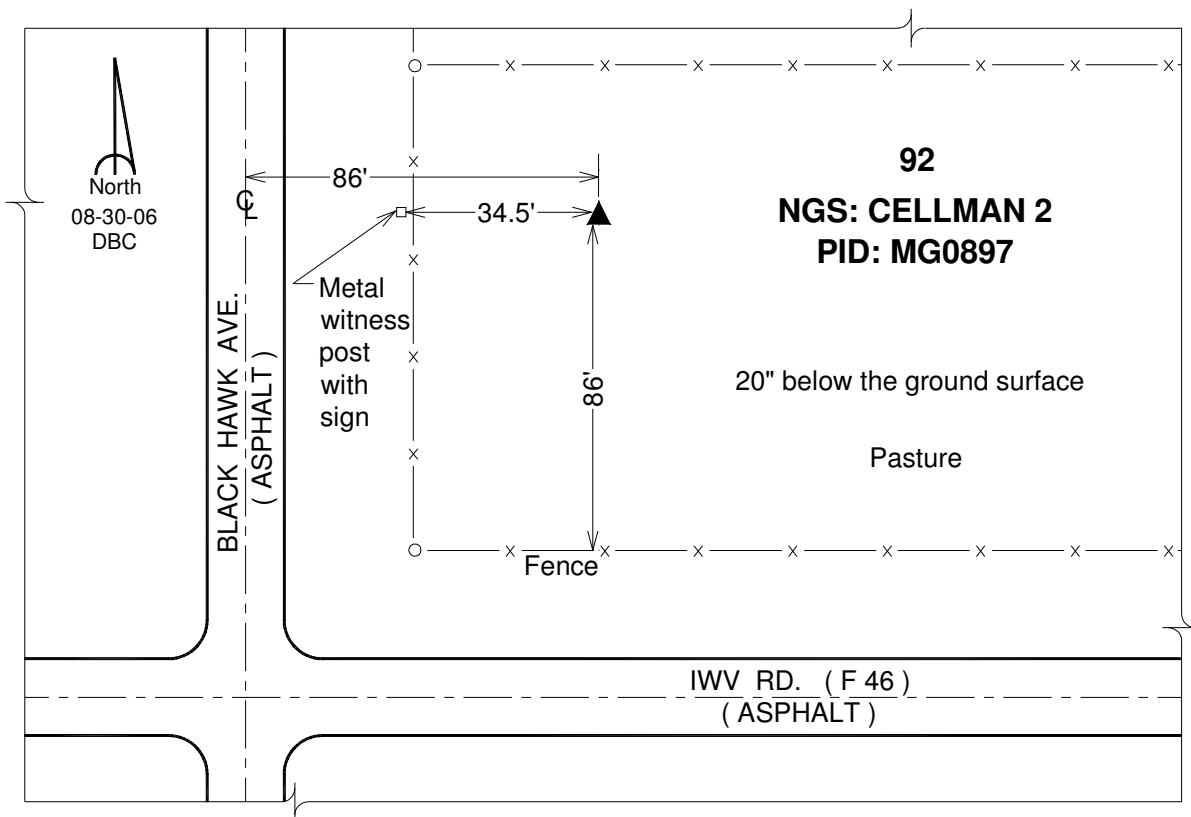 North
08-30-06
DBC
℄
86'
34.5'
92
NGS: CELLMAN 2
PID: MG0897
Metal
witness
post
with
sign
86'
20" below the ground surface
Pasture
BLACK HAWK AVE.
( ASPHALT )
Fence
IWV RD. ( F 46 )
( ASPHALT )